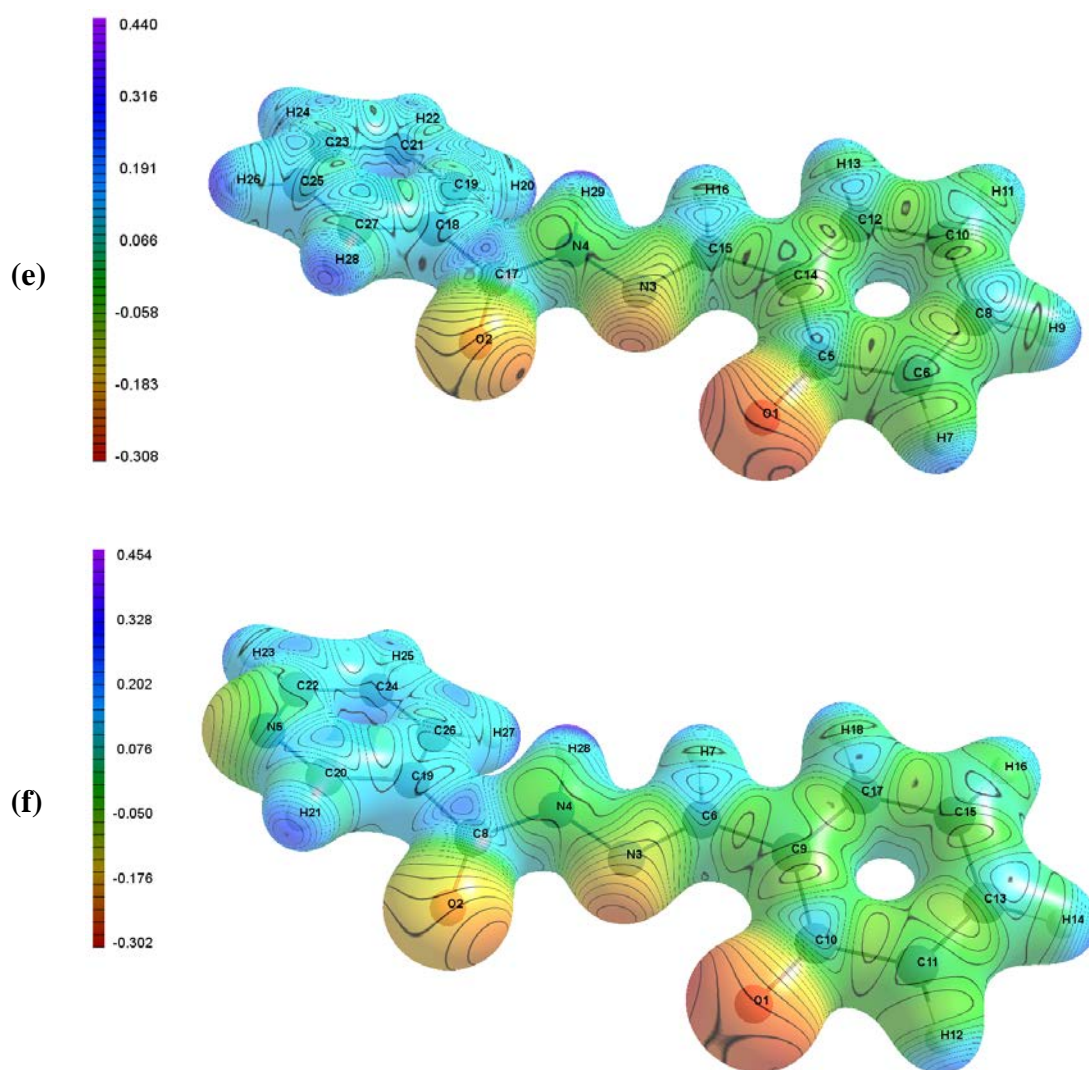 0.440
0.316
0.191
0.066
-0.058
-0.183
-0.308
(e)
H24
H22
C23
C21
H26
C25
C19
H20
H29
H16
H13
H11
C27
C18
C12
C10
H28
C17
N4
C15
N3
C14
C8
H9
O2
C5
C6
O1
H7
0.454
0.328
0.202
0.076
-0.050
-0.176
-0.302
(f)
H23
H25
C22
C24
N5
C26
H27
H28
H7
H18
H16
C20
C19
H21
C8
N4
C6
C17
C15
N3
C9
C13
H14
O2
C10
C11
O1
H12